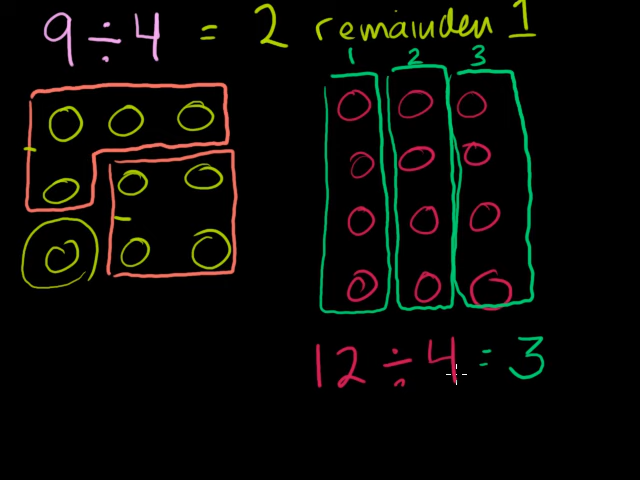 9 ÷ 4 = 2 remainder 1
1 2 3
12 ÷ 4 = 3